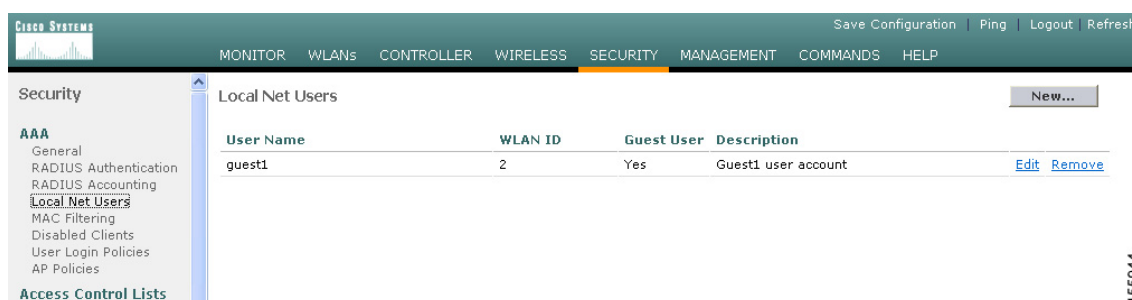 CISCO SYSTEMS
Save Configuration | Ping | Logout | Refresh
MONITOR WLANs CONTROLLER WIRELESS SECURITY MANAGEMENT COMMANDS HELP
Security
Local Net Users
New...
AAA
General
RADIUS Authentication
RADIUS Accounting
Local Net Users
MAC Filtering
Disabled Clients
User Login Policies
AP Policies
Access Control Lists
User Name WLAN ID Guest User Description
guest1 2 Yes Guest1 user account Edit Remove